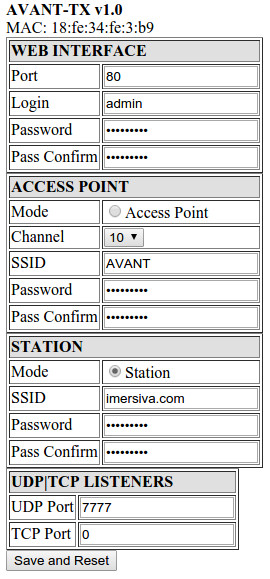 AVANT-TX v1.0
MAC: 18:fe:34:fe:3:b9
WEB INTERFACE
Port 80
Login admin
Password •••••••••
Pass Confirm •••••••••
ACCESS POINT
Mode Access Point
Channel 10
SSID AVANT
Password •••••••••
Pass Confirm •••••••••
STATION
Mode Station
SSID imersiva.com
Password •••••••••
Pass Confirm •••••••••
UDP|TCP LISTENERS
UDP Port 7777
TCP Port 0
Save and Reset